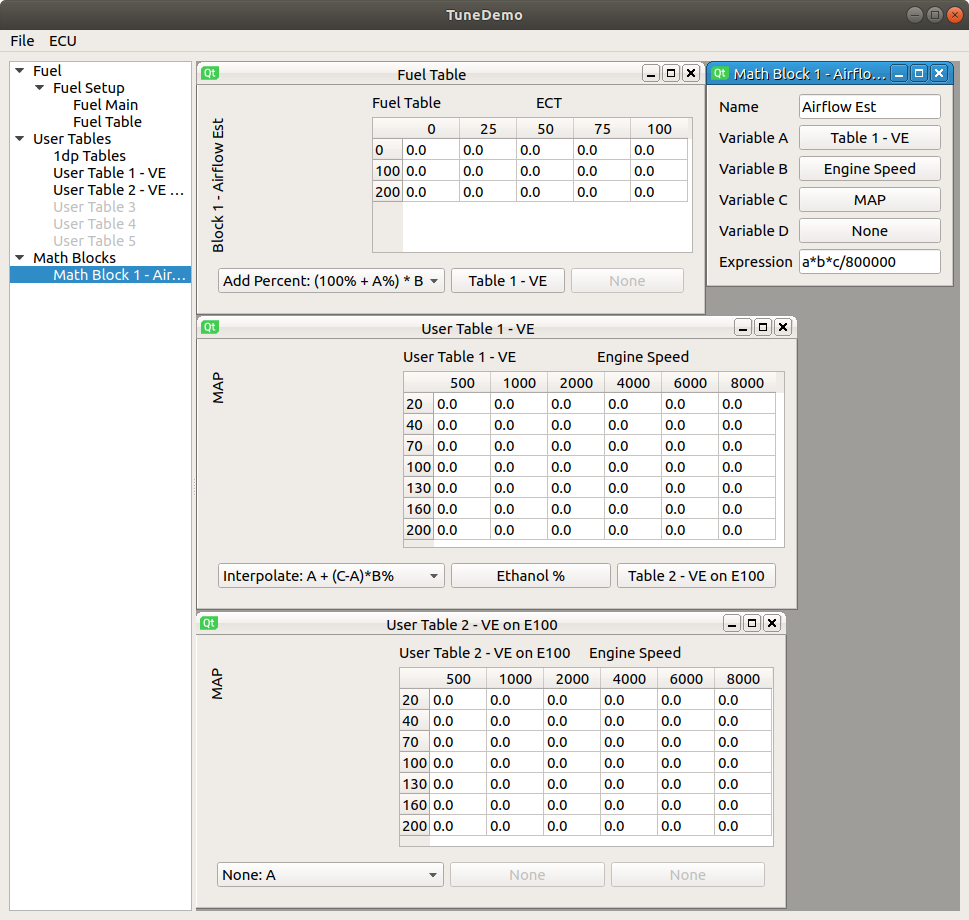 TuneDemo
File ECU
Fuel
Fuel Setup
Fuel Main
Fuel Table
User Tables
1dp Tables
User Table 1 - VE
User Table 2 - VE ...
User Table 3
User Table 4
User Table 5
Math Blocks
Math Block 1 - Air...
Qt Fuel Table
Fuel Table ECT
Block 1 - Airflow Est
0 25 50 75 100
0 0.0 0.0 0.0 0.0 0.0
100 0.0 0.0 0.0 0.0 0.0
200 0.0 0.0 0.0 0.0 0.0
Add Percent: (100% + A%) * B Table 1 - VE None
Qt Math Block 1 - Airflo...
Name Airflow Est
Variable A Table 1 - VE
Variable B Engine Speed
Variable C MAP
Variable D None
Expression a*b*c/800000
Qt User Table 1 - VE
User Table 1 - VE Engine Speed
MAP
500 1000 2000 4000 6000 8000
20 0.0 0.0 0.0 0.0 0.0 0.0
40 0.0 0.0 0.0 0.0 0.0 0.0
70 0.0 0.0 0.0 0.0 0.0 0.0
100 0.0 0.0 0.0 0.0 0.0 0.0
130 0.0 0.0 0.0 0.0 0.0 0.0
160 0.0 0.0 0.0 0.0 0.0 0.0
200 0.0 0.0 0.0 0.0 0.0 0.0
Interpolate: A + (C-A)*B% Ethanol % Table 2 - VE on E100
Qt User Table 2 - VE on E100
User Table 2 - VE on E100 Engine Speed
MAP
500 1000 2000 4000 6000 8000
20 0.0 0.0 0.0 0.0 0.0 0.0
40 0.0 0.0 0.0 0.0 0.0 0.0
70 0.0 0.0 0.0 0.0 0.0 0.0
100 0.0 0.0 0.0 0.0 0.0 0.0
130 0.0 0.0 0.0 0.0 0.0 0.0
160 0.0 0.0 0.0 0.0 0.0 0.0
200 0.0 0.0 0.0 0.0 0.0 0.0
None: A None None